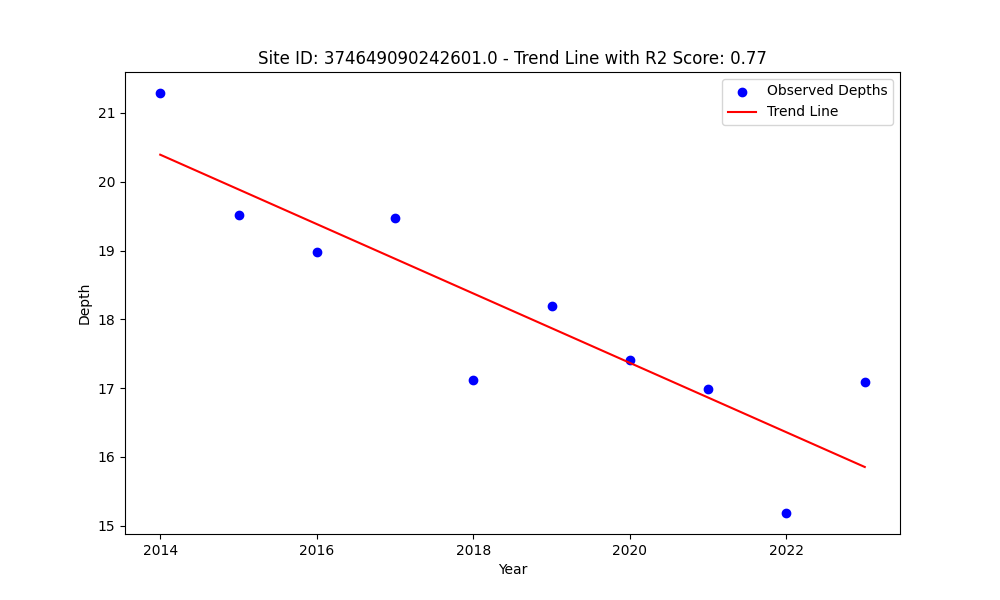 Site ID: 374649090242601.0 - Trend Line with R2 Score: 0.77
Observed Depths
Trend Line
21
20
19
18
17
16
15
Depth
2014
2016
2018
2020
2022
Year